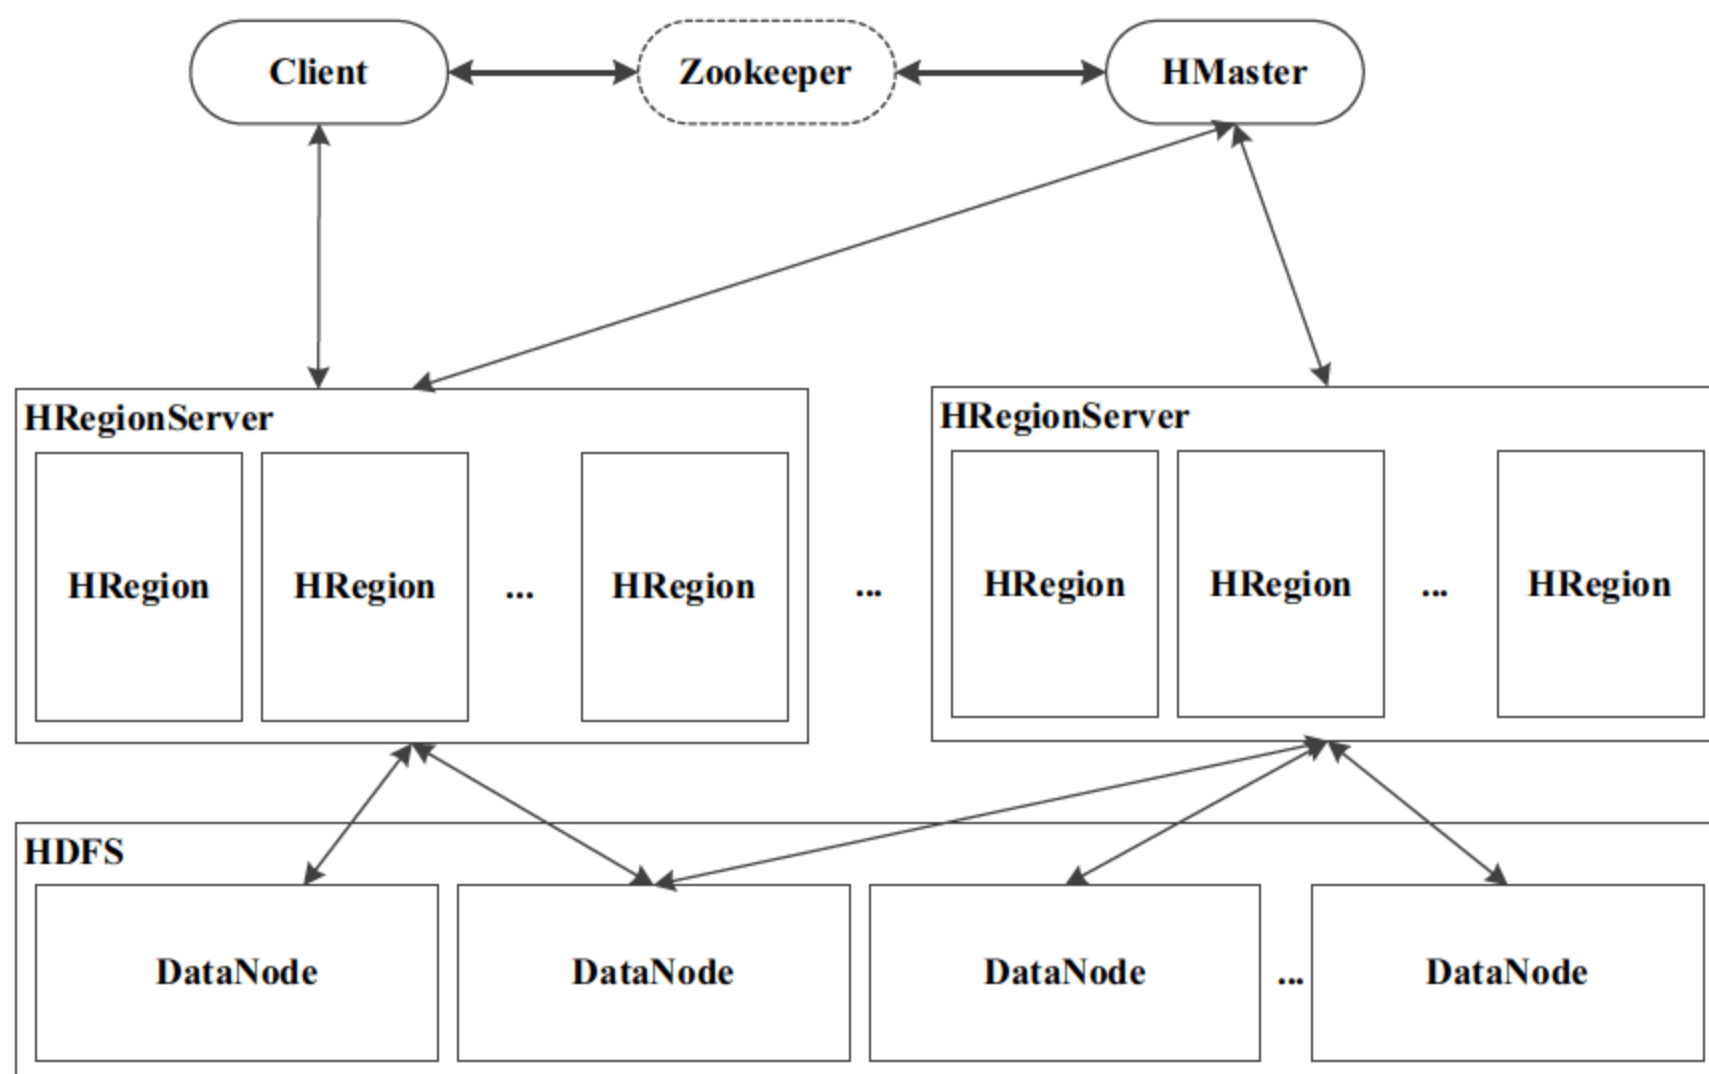 Client
Zookeeper
HMaster
HRegionServer
HRegion
HRegion
...
HRegion
...
HRegionServer
HRegion
HRegion
...
HRegion
HDFS
DataNode
DataNode
DataNode
...
DataNode